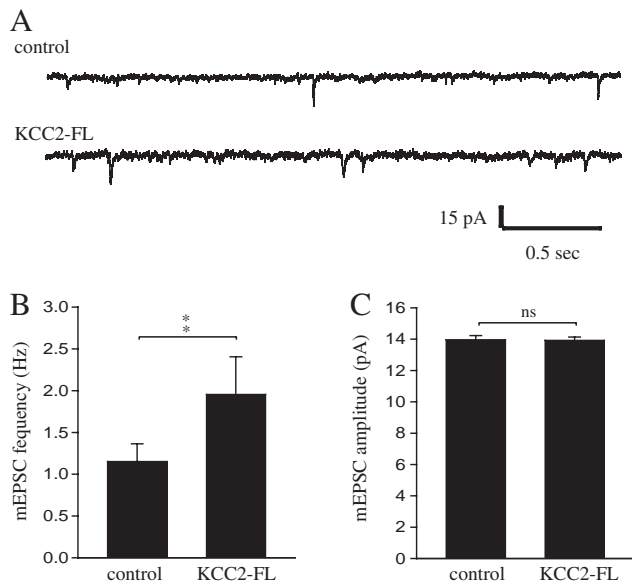 A
control
KCC2-FL
15 pA
0.5 sec
B
mEPSC fequency (Hz)
3.0
2.5
2.0
1.5
1.0
0.5
0.0
*
*
control
KCC2-FL
C
mEPSC amplitude (pA)
16
14
12
10
8
6
4
2
0
ns
control
KCC2-FL